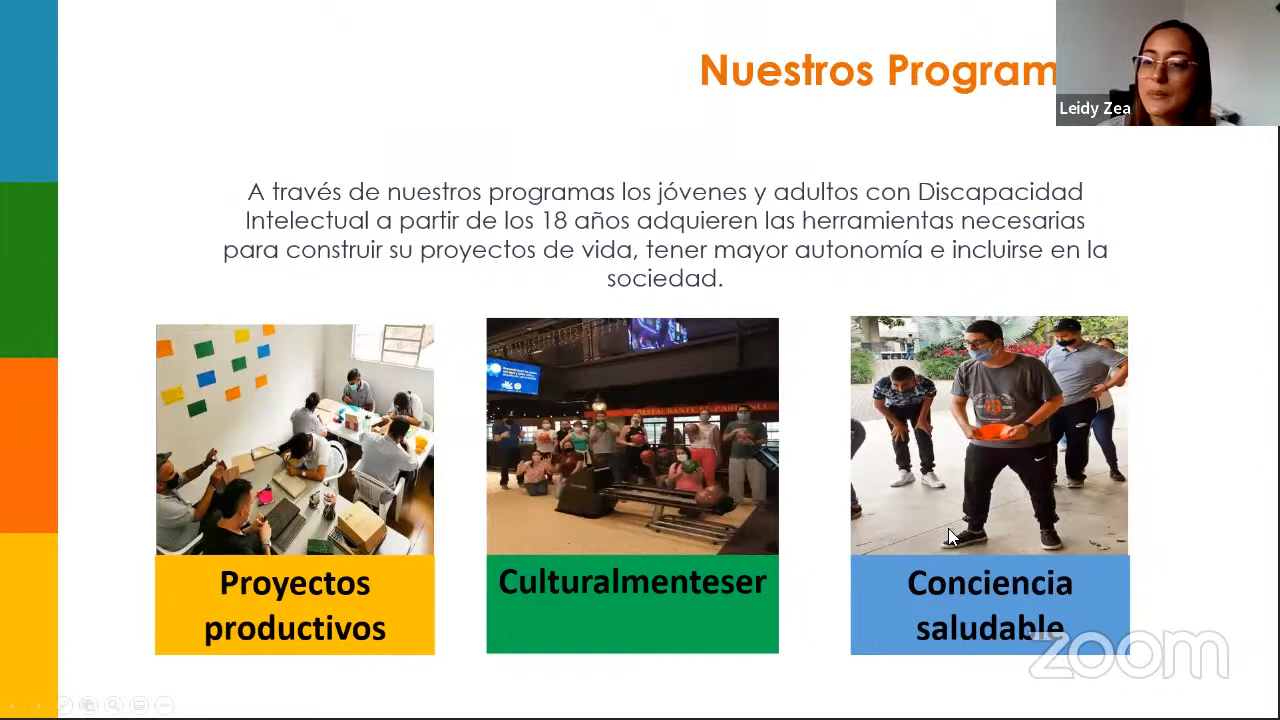 Nuestros Program
Leidy Zea
A través de nuestros programas los jóvenes y adultos con Discapacidad
Intelectual a partir de los 18 años adquieren las herramientas necesarias
para construir su proyectos de vida, tener mayor autonomía e incluirse en la
sociedad.
RESTAURANTE
Proyectos
productivos
Culturalmenteser
Conciencia
saludable
zoom